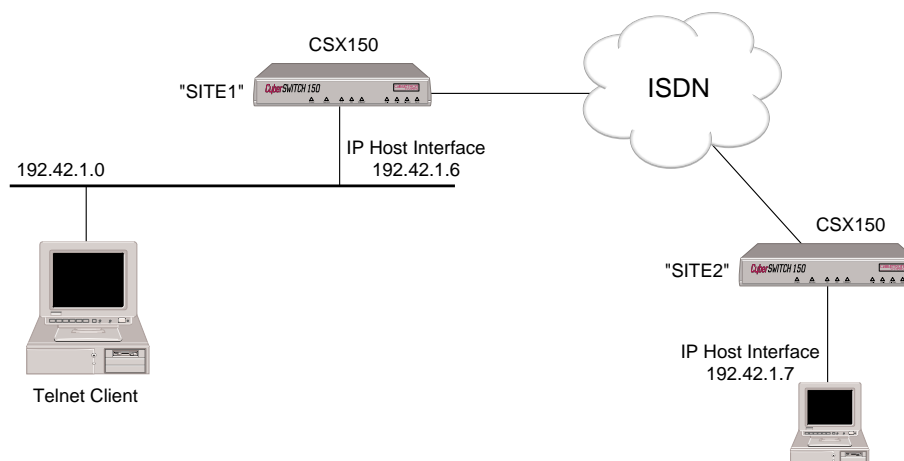 CSX150
"SITE1"
CyberSWITCH 150
ISDN
IP Host Interface
192.42.1.6
192.42.1.0
CSX150
"SITE2"
CyberSWITCH 150
IP Host Interface
192.42.1.7
Telnet Client